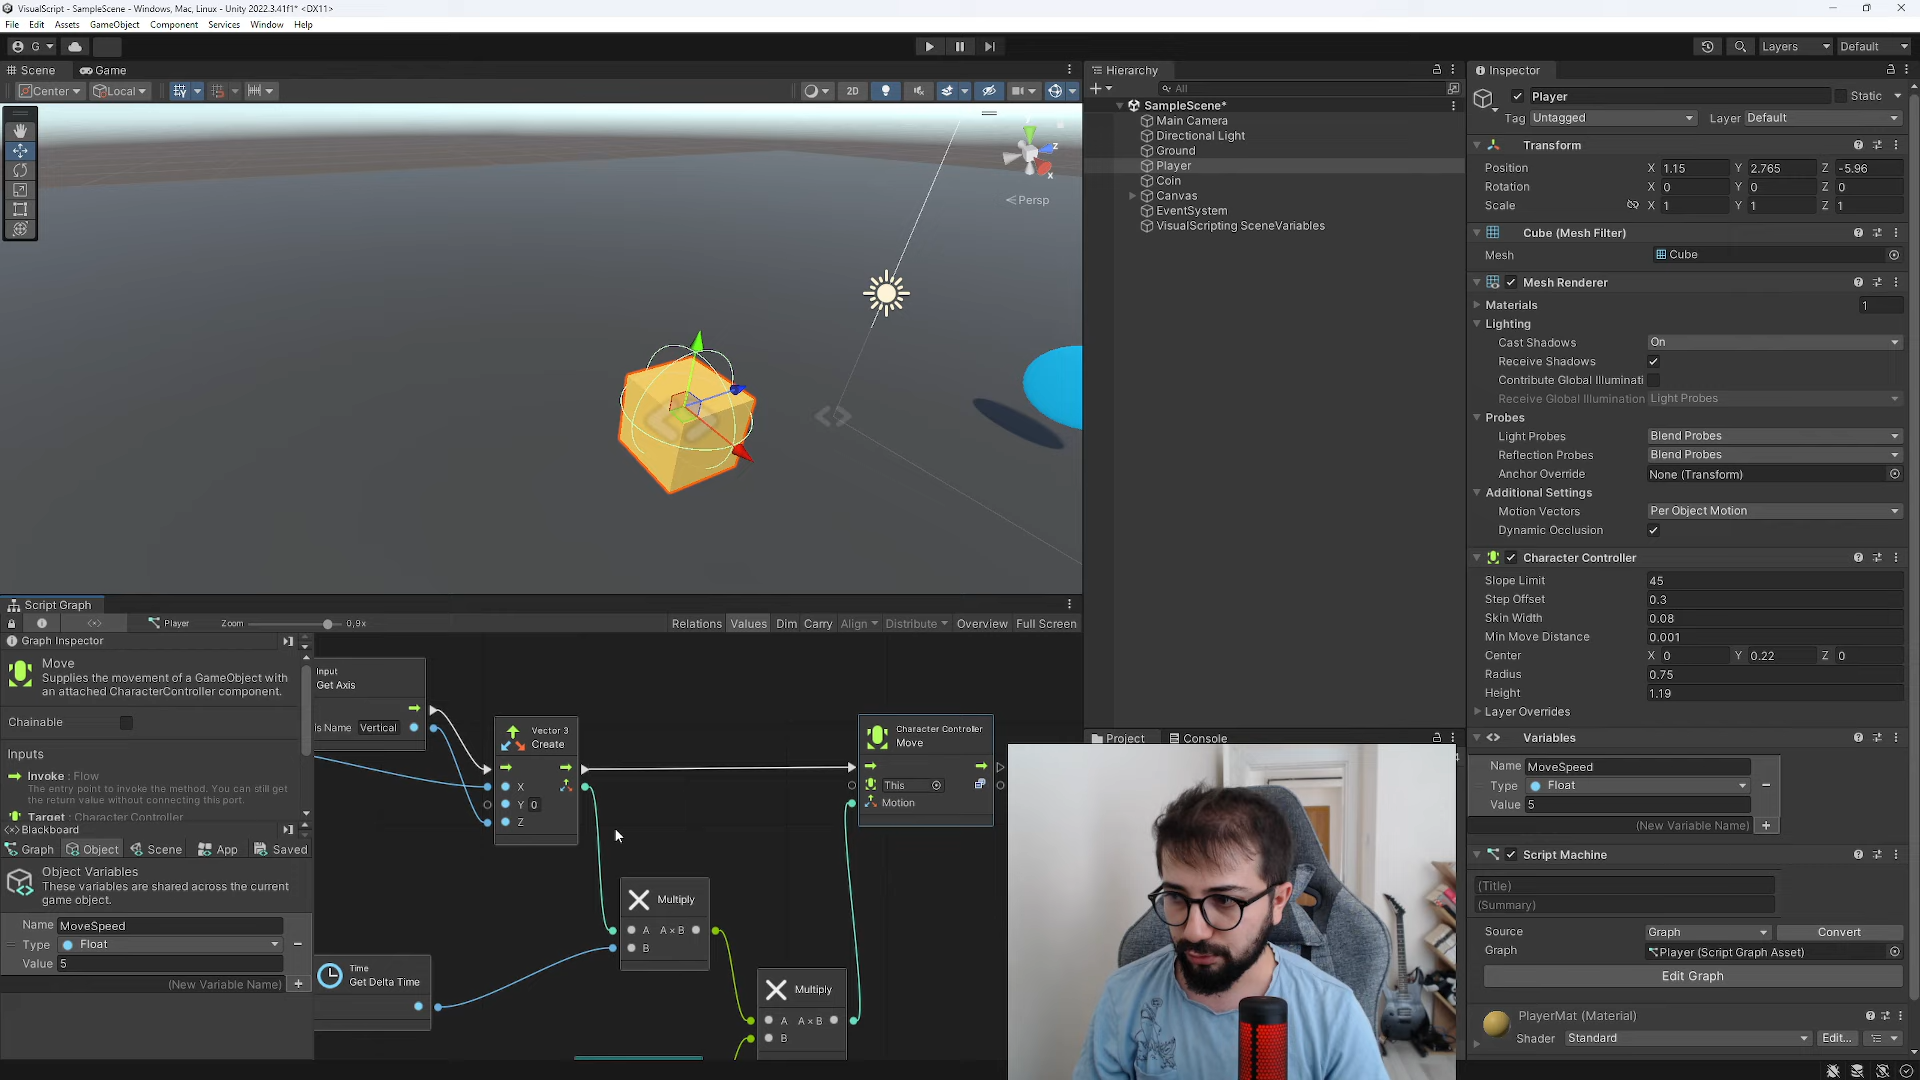 VisualScript - SampleScene - Windows, Mac, Linux - Unity 2022.3.41f1* <DX11>
File Edit Assets GameObject Component Services Window Help
G
Layers Default
Scene Game
Center Local
2D
Y
Z
X
Persp
Hierarchy
All
SampleScene*
Main Camera
Directional Light
Ground
Player
Coin
Canvas
EventSystem
VisualScripting SceneVariables
Inspector
Player Static
Tag Untagged Layer Default
Transform
Position X 1.15 Y 2.765 Z -5.96
Rotation X 0 Y 0 Z 0
Scale X 1 Y 1 Z 1
Cube (Mesh Filter)
Mesh Cube
Mesh Renderer
Materials 1
Lighting
Cast Shadows On
Receive Shadows
Contribute Global Illuminati
Receive Global Illumination Light Probes
Probes
Light Probes Blend Probes
Reflection Probes Blend Probes
Anchor Override None (Transform)
Additional Settings
Motion Vectors Per Object Motion
Dynamic Occlusion
Character Controller
Slope Limit 45
Step Offset 0.3
Skin Width 0.08
Min Move Distance 0.001
Center X 0 Y 0.22 Z 0
Radius 0.75
Height 1.19
Layer Overrides
Variables
Name MoveSpeed
Type Float
Value 5
(New Variable Name)
Script Machine
(Title)
(Summary)
Source Graph Convert
Graph Player (Script Graph Asset)
Edit Graph
PlayerMat (Material)
Shader Standard Edit...
Project Console
Script Graph
Player Zoom 0,9x Relations Values Dim Carry Align Distribute Overview Full Screen
Graph Inspector
Move
Supplies the movement of a GameObject with
an attached CharacterController component.
Chainable
Inputs
Invoke : Flow
The entry point to invoke the method. You can still get
the return value without connecting this port.
Target : Character Controller
Blackboard
Graph Object Scene App Saved
Object Variables
These variables are shared across the current
game object.
Name MoveSpeed
Type Float
Value 5
(New Variable Name)
Input
Get Axis
is Name Vertical
Vector 3
Create
X
Y 0
Z
Character Controller
Move
This
Motion
Multiply
A A×B
B
Time
Get Delta Time
Multiply
A A×B
B